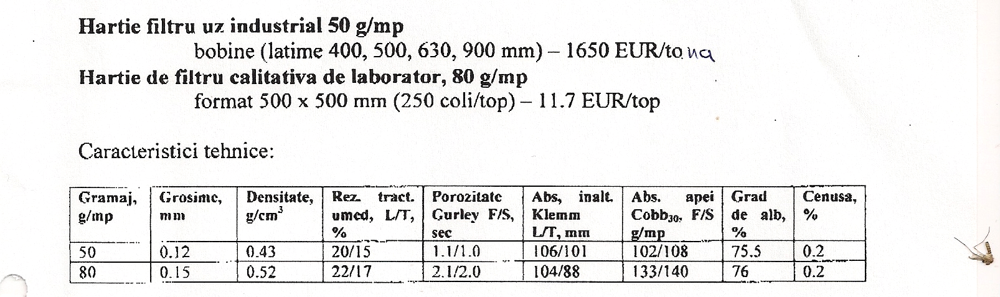 Hartie filtru uz industrial 50 g/mp
bobine (latime 400, 500, 630, 900 mm) – 1650 EUR/tona
Hartie de filtru calitativa de laborator, 80 g/mp
format 500 x 500 mm (250 coli/top) – 11.7 EUR/top
Caracteristici tehnice:
Gramaj, g/mp | Grosime, mm | Densitate, g/cm³ | Rez. tract. umed, L/T, % | Porozitate Gurley F/S, sec | Abs, inalt. Klemm L/T, mm | Abs. apei Cobb₃₀, F/S g/mp | Grad de alb, % | Cenusa, %
50 | 0.12 | 0.43 | 20/15 | 1.1/1.0 | 106/101 | 102/108 | 75.5 | 0.2
80 | 0.15 | 0.52 | 22/17 | 2.1/2.0 | 104/88 | 133/140 | 76 | 0.2